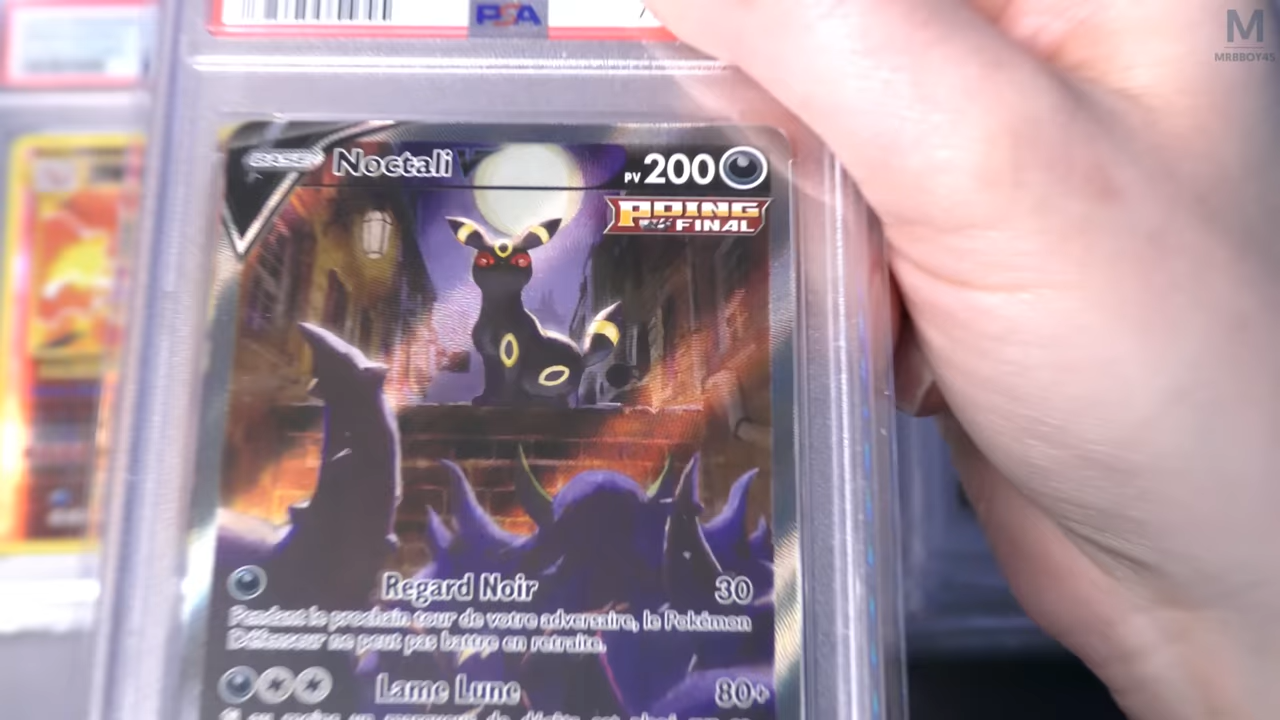 PSA
M
MRBBOY45
BASE
Noctali V
PV 200
POING
FINAL
Regard Noir 30
Pendant le prochain tour de votre adversaire, le Pokémon
Défenseur ne peut pas battre en retraite.
Lame Lune 80+